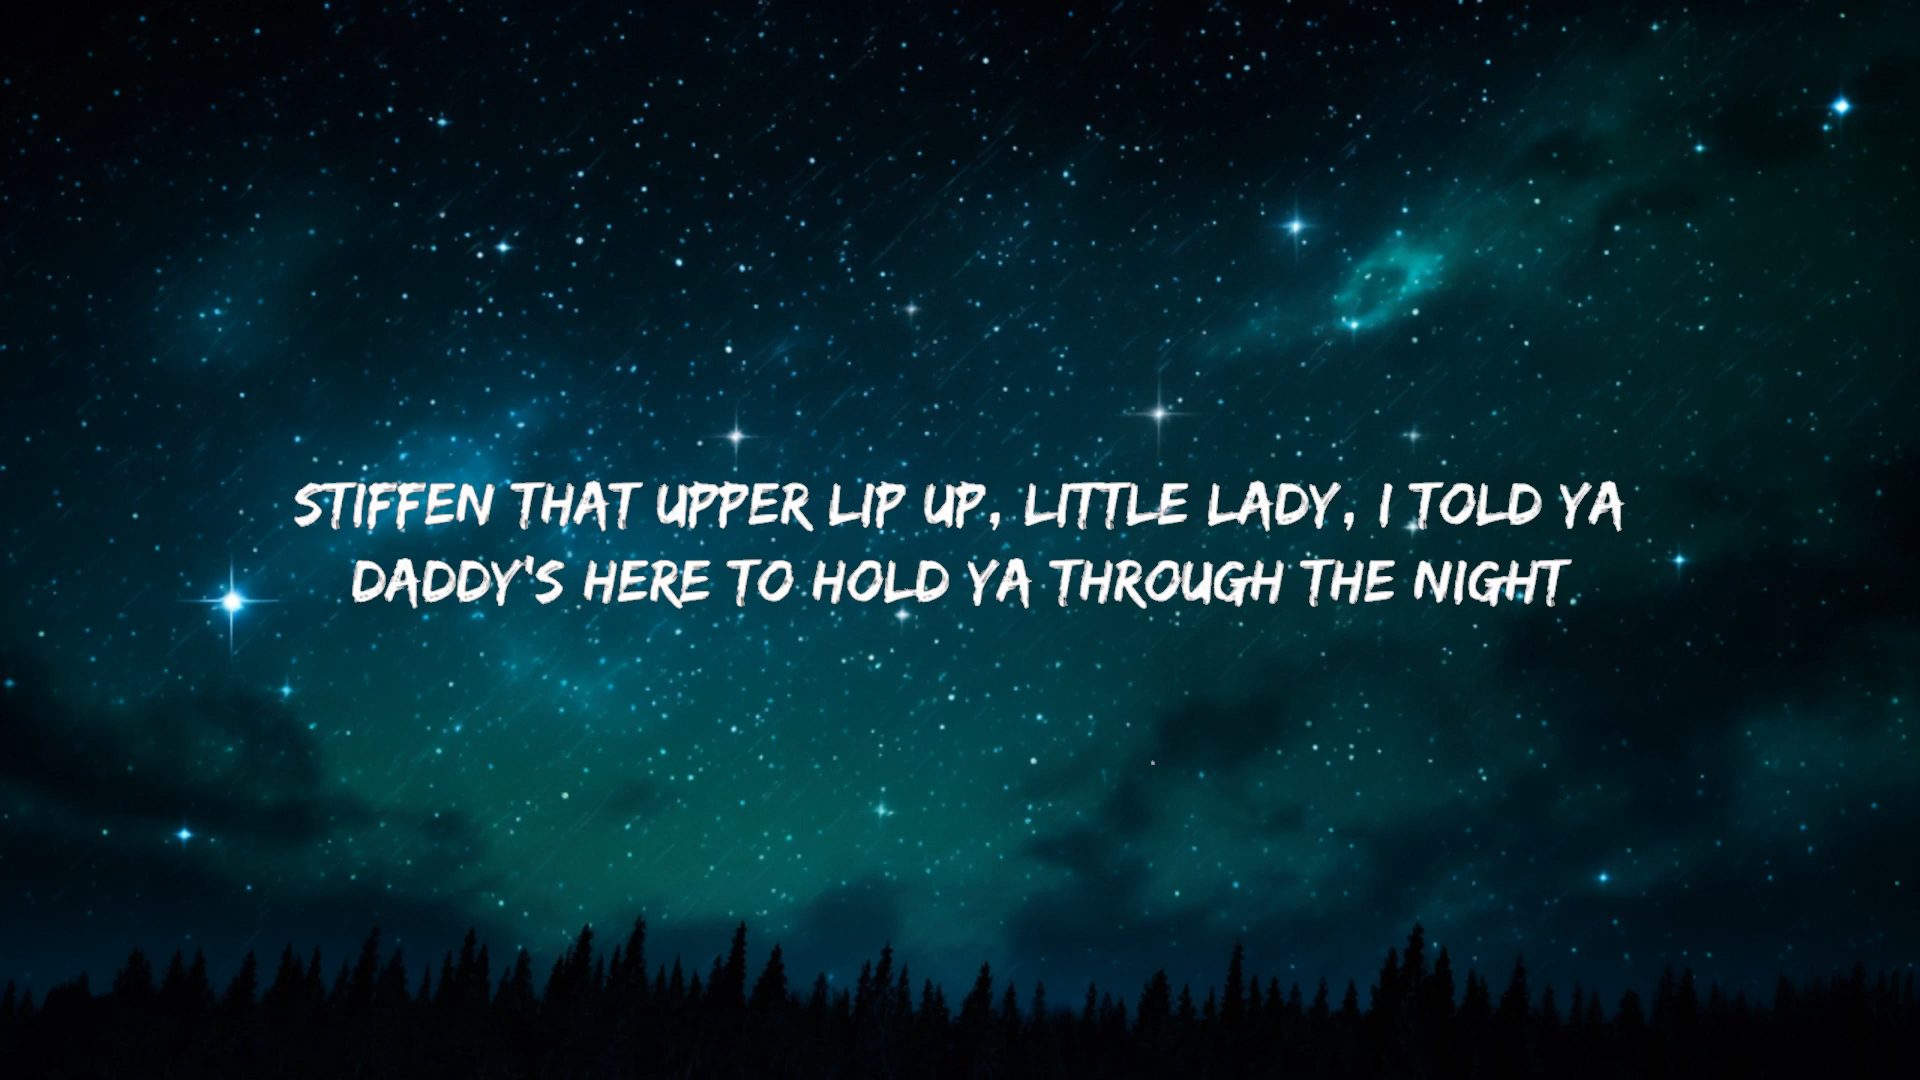 STIFFEN THAT UPPER LIP UP, LITTLE LADY, I TOLD YA
DADDY'S HERE TO HOLD YA THROUGH THE NIGHT